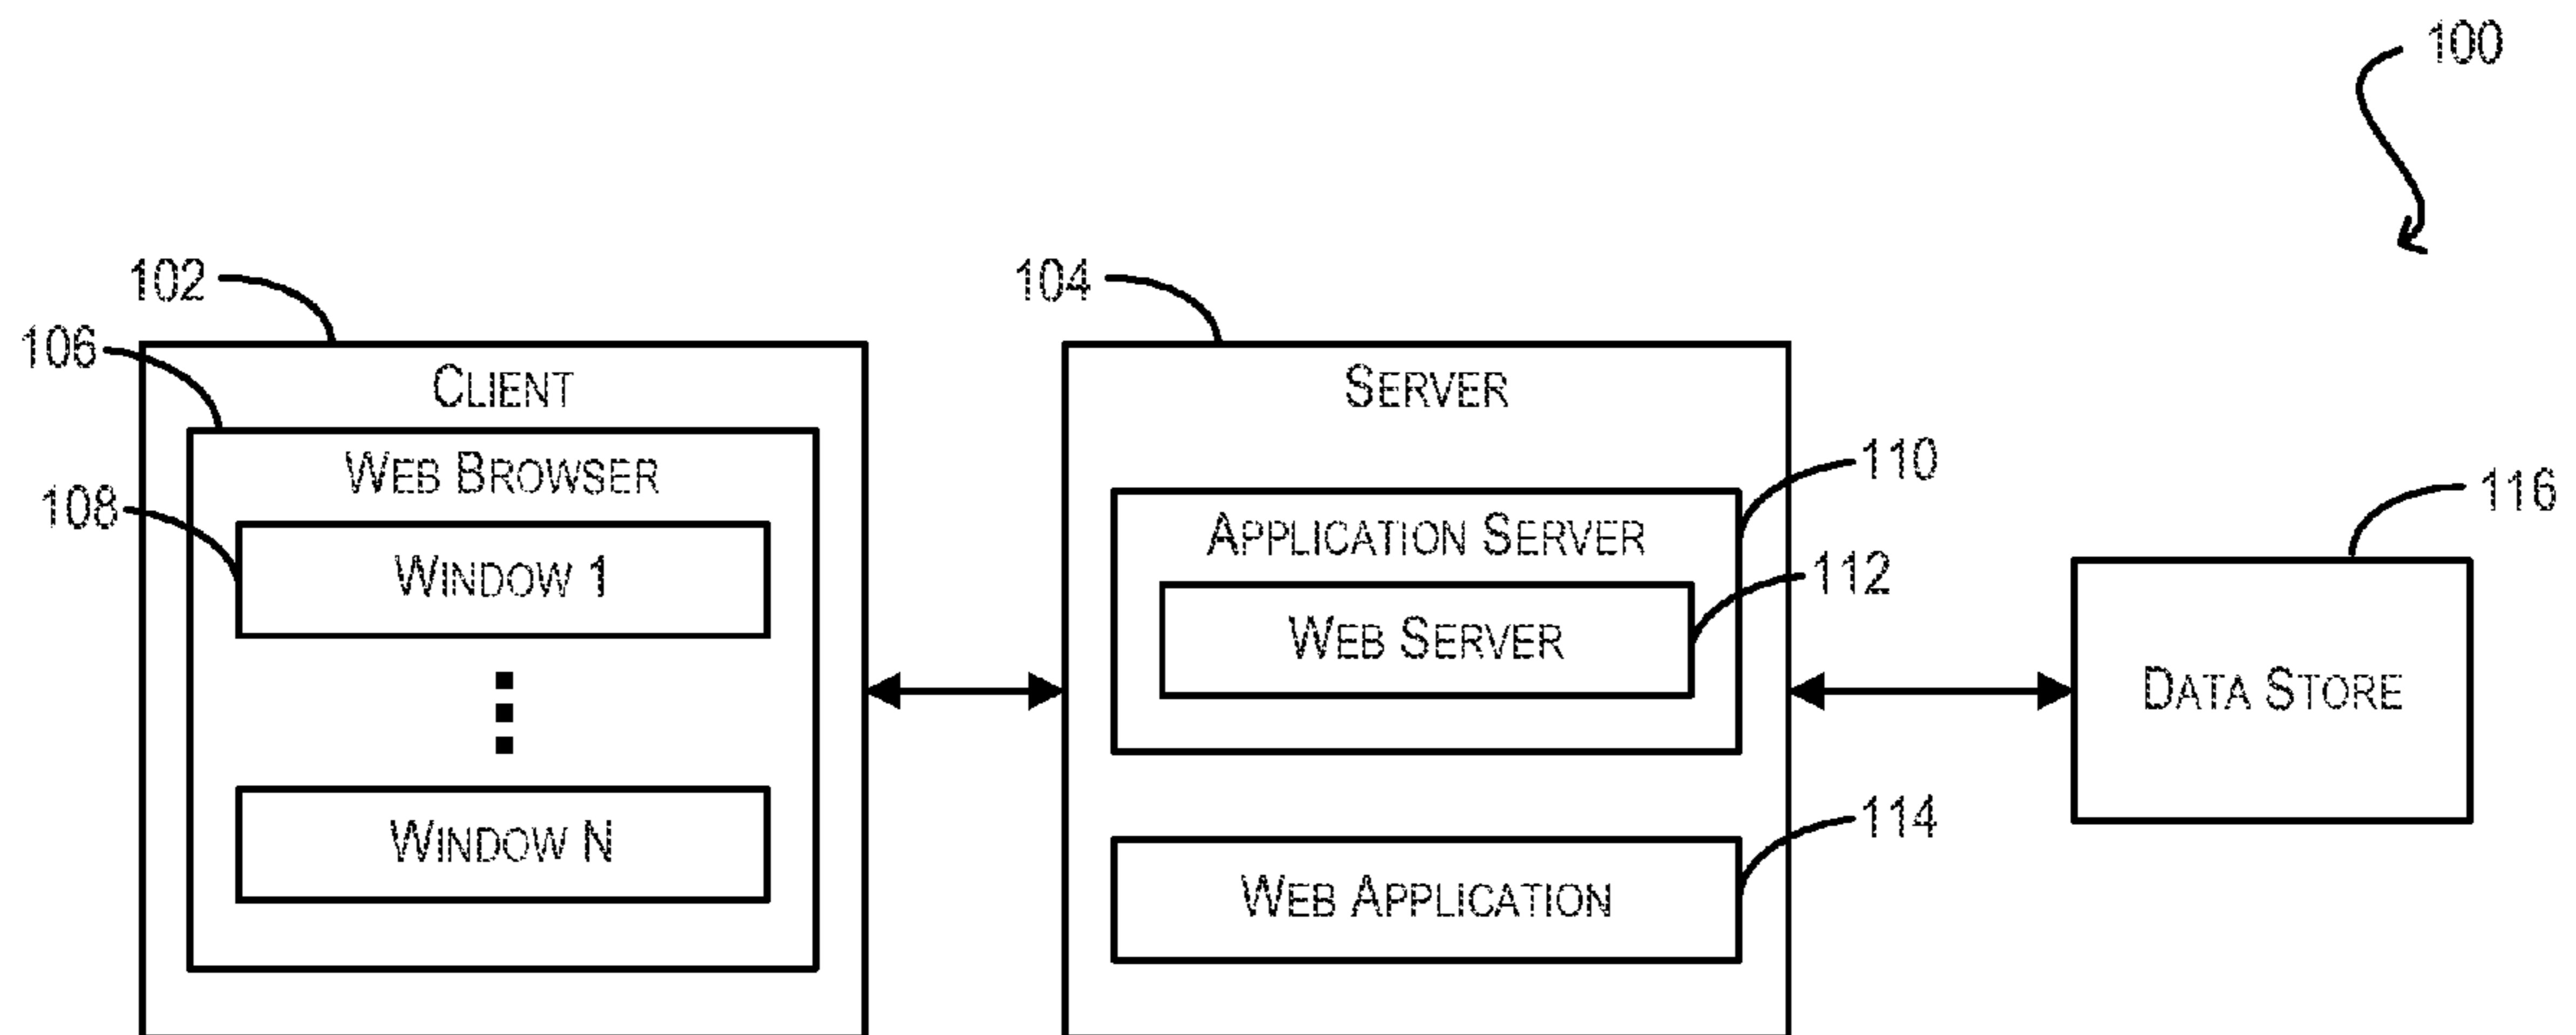 100
102
104
106
CLIENT
SERVER
WEB BROWSER
110
108
116
APPLICATION SERVER
WINDOW 1
112
WEB SERVER
DATA STORE
WINDOW N
114
WEB APPLICATION